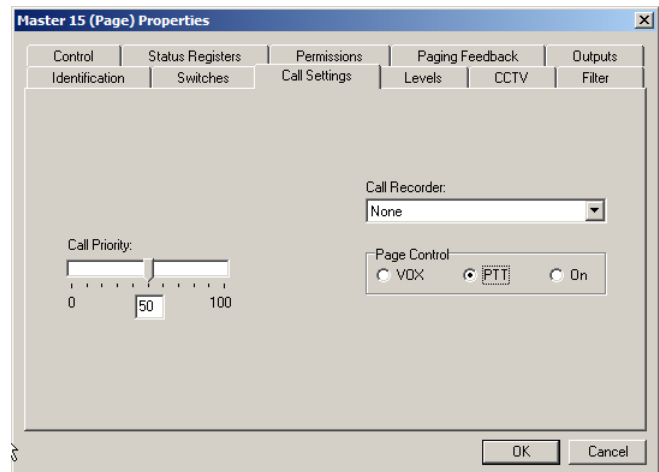 Master 15 (Page) Properties
Control Status Registers Permissions Paging Feedback Outputs
Identification Switches Call Settings Levels CCTV Filter
Call Recorder:
None
Call Priority:
Page Control
VOX PTT On
0 50 100
OK Cancel